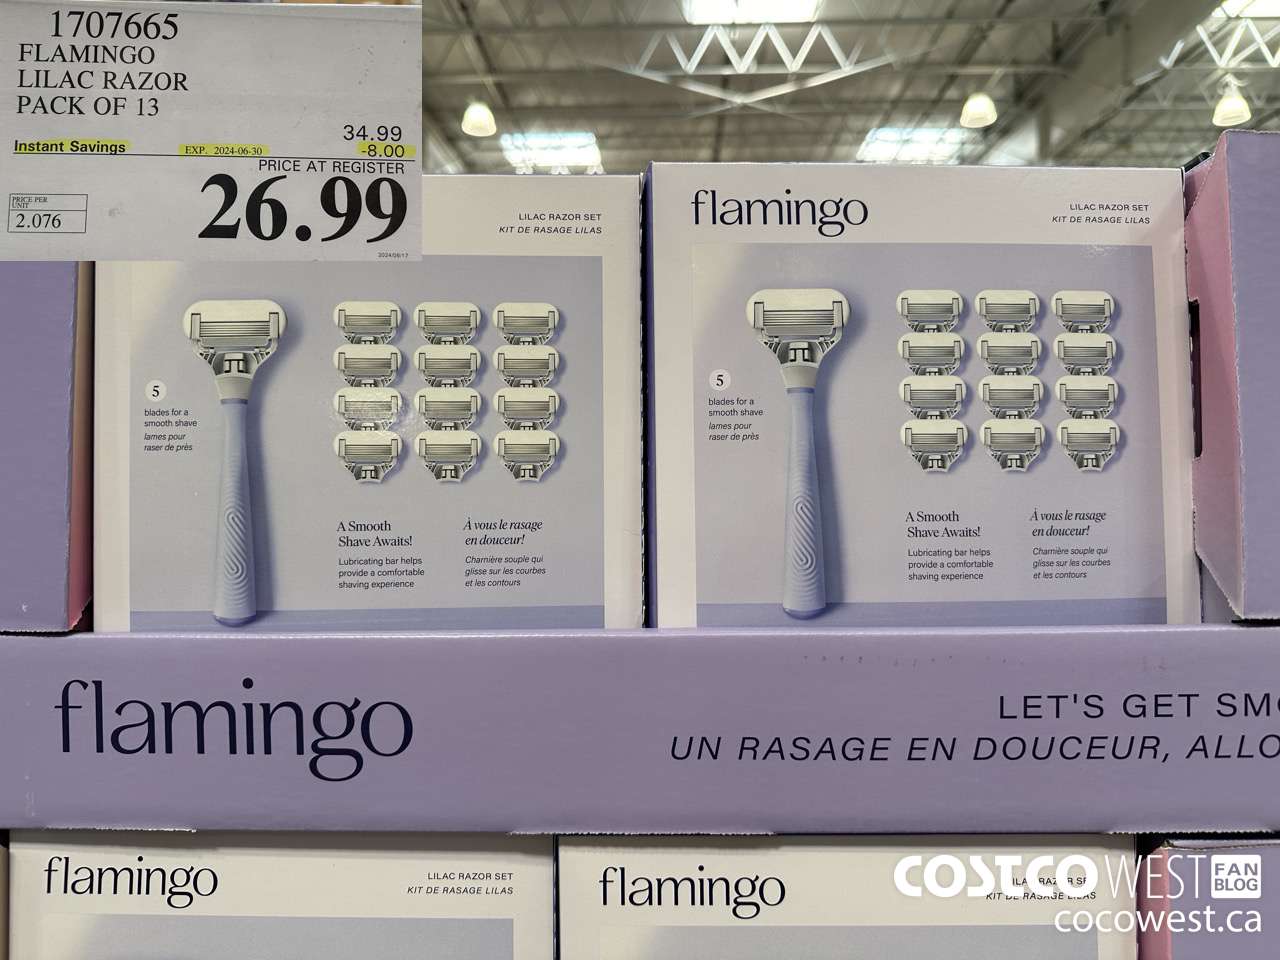 1707665
FLAMINGO
LILAC RAZOR
PACK OF 13
34.99
Instant Savings EXP. 2024-06-30 -8.00
PRICE AT REGISTER
PRICE PER
UNIT
2.076
26.99
2024/06/17
LILAC RAZOR SET
KIT DE RASAGE LILAS
5
blades for a
smooth shave
lames pour
raser de près
A Smooth
Shave Awaits!
Lubricating bar helps
provide a comfortable
shaving experience
À vous le rasage
en douceur!
Charnière souple qui
glisse sur les courbes
et les contours
flamingo
LILAC RAZOR SET
KIT DE RASAGE LILAS
5
blades for a
smooth shave
lames pour
raser de près
A Smooth
Shave Awaits!
Lubricating bar helps
provide a comfortable
shaving experience
À vous le rasage
en douceur!
Charnière souple qui
glisse sur les courbes
et les contours
flamingo
LET'S GET SMO
UN RASAGE EN DOUCEUR, ALLO
flamingo
LILAC RAZOR SET
KIT DE RASAGE LILAS
flamingo
LILAC RAZOR SET
KIT DE RASAGE LILAS
COSTCO WEST FAN BLOG
cocowest.ca